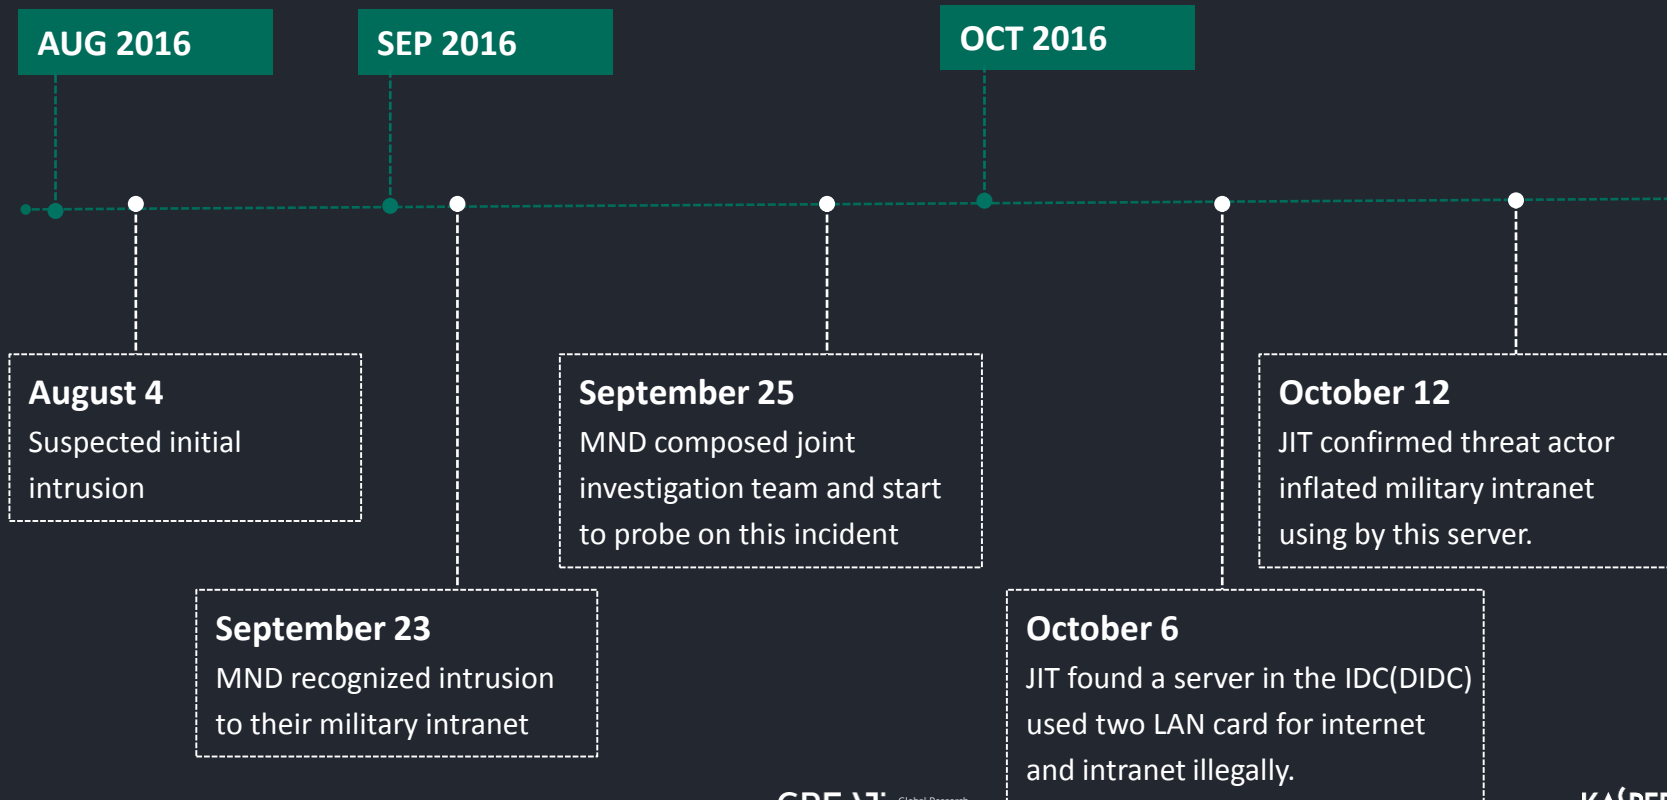 AUG 2016
SEP 2016
OCT 2016
August 4
Suspected initial
intrusion
September 23
MND recognized intrusion
to their military intranet
September 25
MND composed joint
investigation team and start
to probe on this incident
October 6
JIT found a server in the IDC(DIDC)
used two LAN card for internet
and intranet illegally.
October 12
JIT confirmed threat actor
inflated military intranet
using by this server.
Global Research